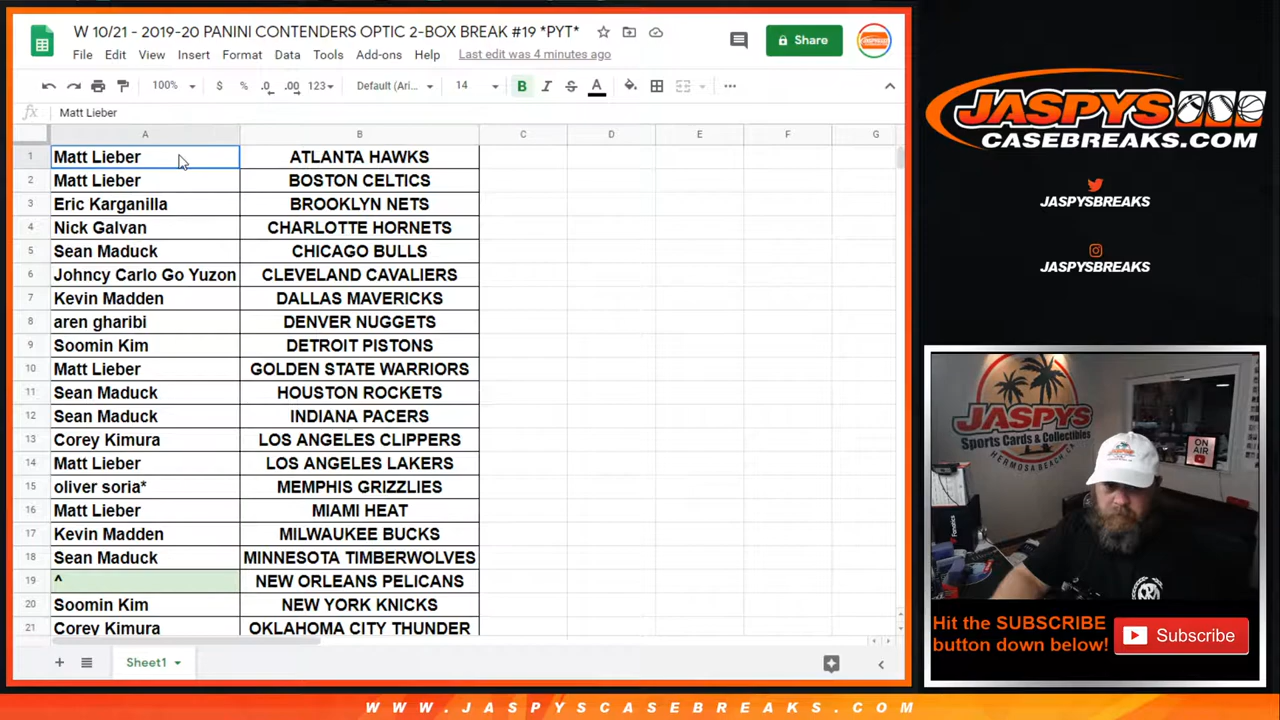 W 10/21 - 2019-20 PANINI CONTENDERS OPTIC 2-BOX BREAK #19 *PYT*
File Edit View Insert Format Data Tools Add-ons Help Last edit was 4 minutes ago
Share
100% $ % .0 .00 123 Default (Ari... 14 B I S A
fx Matt Lieber
A B C D E F G
1 Matt Lieber ATLANTA HAWKS
2 Matt Lieber BOSTON CELTICS
3 Eric Karganilla BROOKLYN NETS
4 Nick Galvan CHARLOTTE HORNETS
5 Sean Maduck CHICAGO BULLS
6 Johncy Carlo Go Yuzon CLEVELAND CAVALIERS
7 Kevin Madden DALLAS MAVERICKS
8 aren gharibi DENVER NUGGETS
9 Soomin Kim DETROIT PISTONS
10 Matt Lieber GOLDEN STATE WARRIORS
11 Sean Maduck HOUSTON ROCKETS
12 Sean Maduck INDIANA PACERS
13 Corey Kimura LOS ANGELES CLIPPERS
14 Matt Lieber LOS ANGELES LAKERS
15 oliver soria* MEMPHIS GRIZZLIES
16 Matt Lieber MIAMI HEAT
17 Kevin Madden MILWAUKEE BUCKS
18 Sean Maduck MINNESOTA TIMBERWOLVES
19 ^ NEW ORLEANS PELICANS
20 Soomin Kim NEW YORK KNICKS
21 Corey Kimura OKLAHOMA CITY THUNDER
Sheet1
JASPYS
CASEBREAKS.COM
JASPYSBREAKS
JASPYSBREAKS
JASPYS
Sports Cards & Collectibles
HERMOSA BEACH, CA
ON AIR
Fanatics
Hit the SUBSCRIBE
button down below!
Subscribe
WWW.JASPYSCASEBREAKS.COM